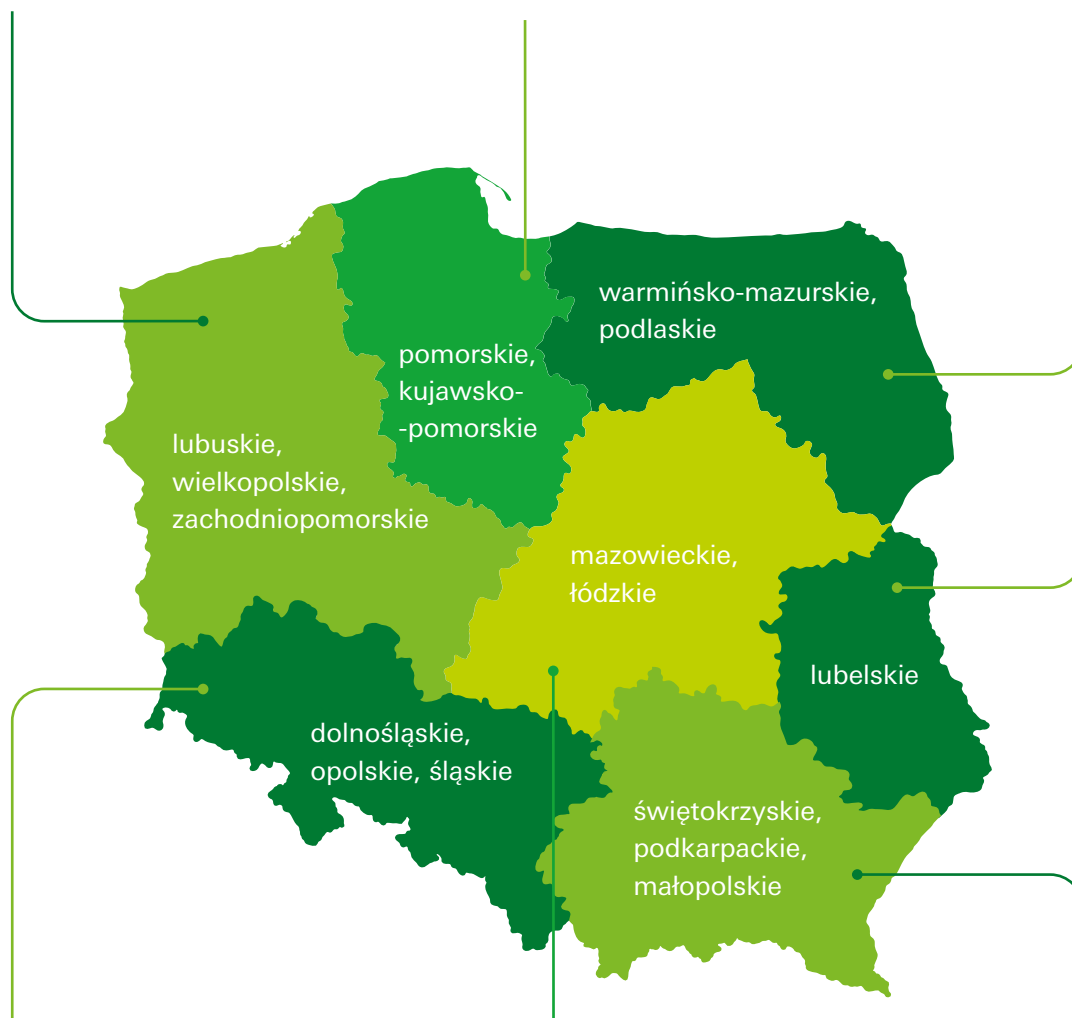 warmińsko-mazurskie,
podlaskie
pomorskie,
kujawsko-
-pomorskie
lubuskie,
wielkopolskie,
zachodniopomorskie
mazowieckie,
łódzkie
lubelskie
dolnośląskie,
opolskie, śląskie
świętokrzyskie,
podkarpackie,
małopolskie